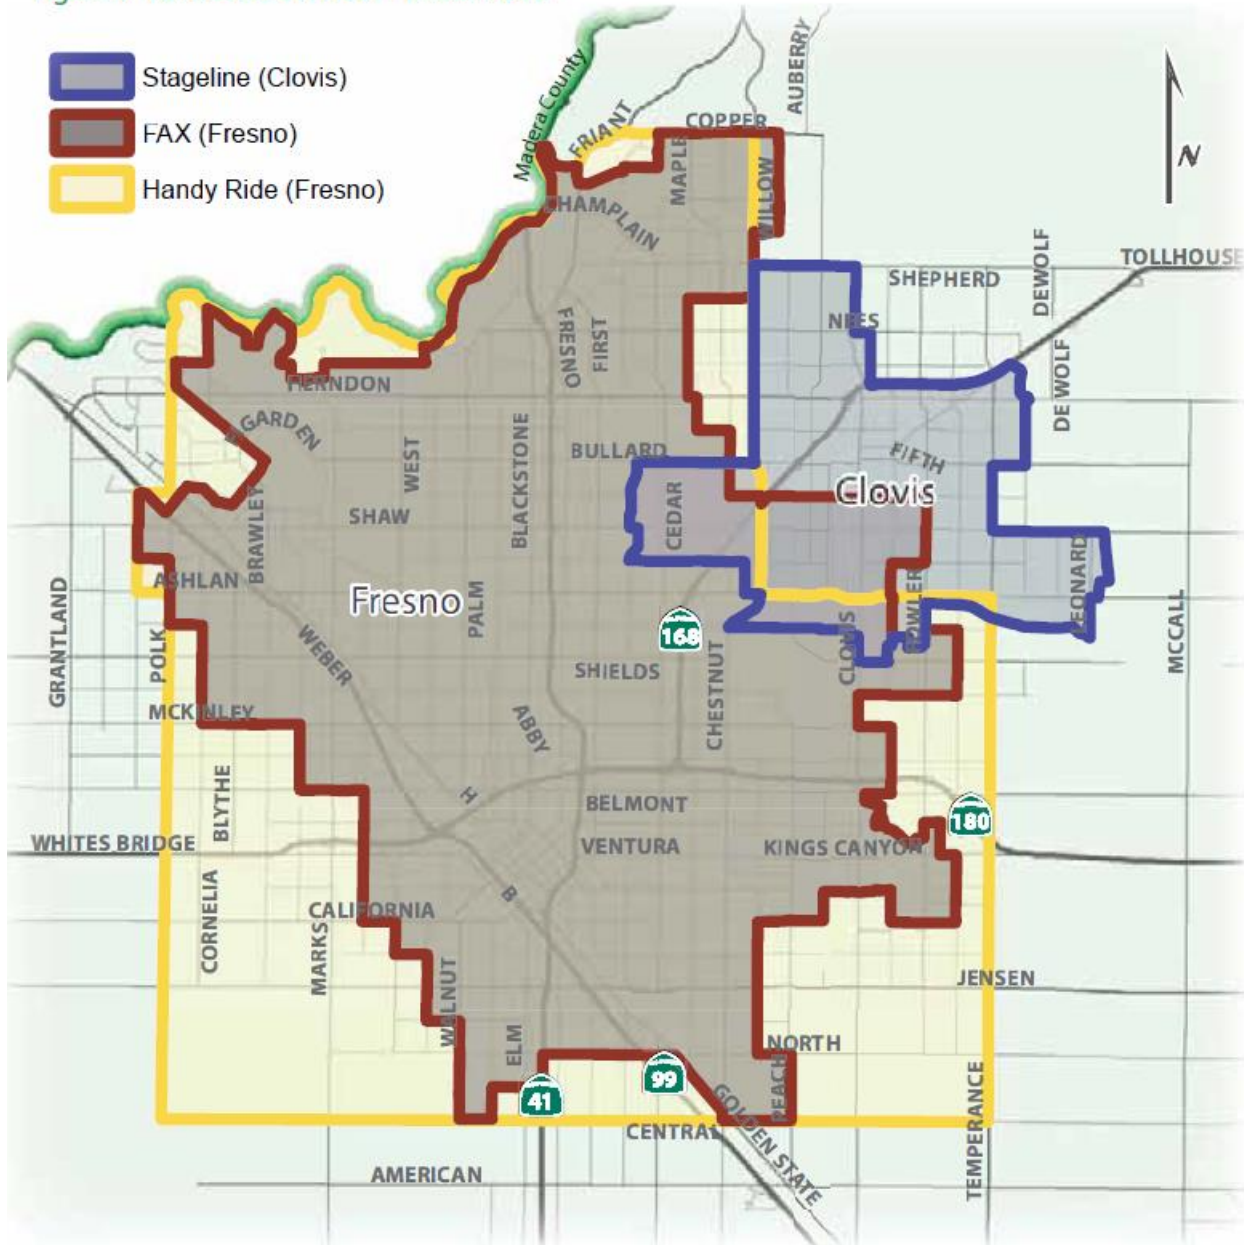 Stageline (Clovis)
FAX (Fresno)
Handy Ride (Fresno)
Madera County
FRIANT
COPPER
AUBERRY
MAPLE
WILLOW
N
CHAMPLAIN
TOLLHOUSE
SHEPHERD
DEWOLF
NEES
FRESNO
FIRST
DE WOLF
HERNDON
GARDEN
WEST
BLACKSTONE
BULLARD
FIFTH
Clovis
CEDAR
SHAW
BRAWLEY
ASHLAN
Fresno
PALM
168
CLOVIS
FOWLER
LEONARD
GRANTLAND
POLK
WEBER
SHIELDS
CHESTNUT
MCCALL
MCKINLEY
ABBY
BLYTHE
H
BELMONT
180
WHITES BRIDGE
VENTURA
KINGS CANYON
B
CORNELIA
CALIFORNIA
MARKS
WALNUT
JENSEN
ELM
NORTH
99
41
PEACH
GOLDEN STATE
TEMPERANCE
CENTRAL
AMERICAN